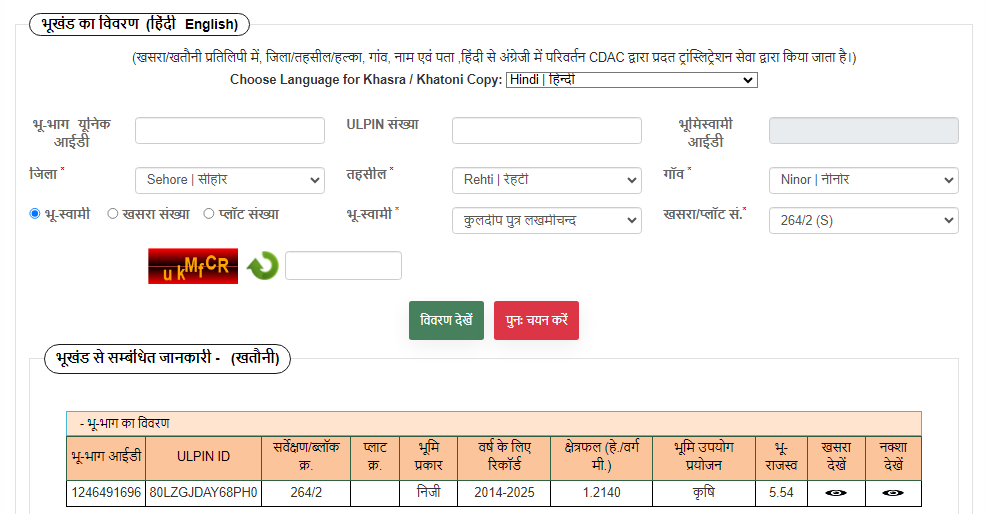 भूखंड का विवरण (हिंदी English)
(खसरा/खतौनी प्रतिलिपी में, जिला/तहसील/हल्का, गांव, नाम एवं पता ,हिंदी से अंग्रेजी में परिवर्तन CDAC द्वारा प्रदत ट्रांस्लिट्रेशन सेवा द्वारा किया जाता है।)
Choose Language for Khasra / Khatoni Copy: Hindi | हिन्दी
भू-भाग यूनिक आईडी ULPIN संख्या भूमिस्वामी आईडी
जिला * Sehore | सीहोर तहसील * Rehti | रेहटी गॉव * Ninor | नीनोर
भू-स्वामी खसरा संख्या प्लॉट संख्या भू-स्वामी * कुलदीप पुत्र लखमीचन्द खसरा/प्लॉट सं.* 264/2 (S)
ukMfCR
विवरण देखें पुनः चयन करें
भूखंड से सम्बंधित जानकारी - (खतौनी)
- भू-भाग का विवरण
भू-भाग आईडी ULPIN ID सर्वेक्षण/ब्लॉक क्र. प्लाट क्र. भूमि प्रकार वर्ष के लिए रिकॉर्ड क्षेत्रफल (हे./वर्ग मी.) भूमि उपयोग प्रयोजन भू-राजस्व खसरा देखें नक्शा देखें
1246491696 80LZGJDAY68PH0 264/2 निजी 2014-2025 1.2140 कृषि 5.54